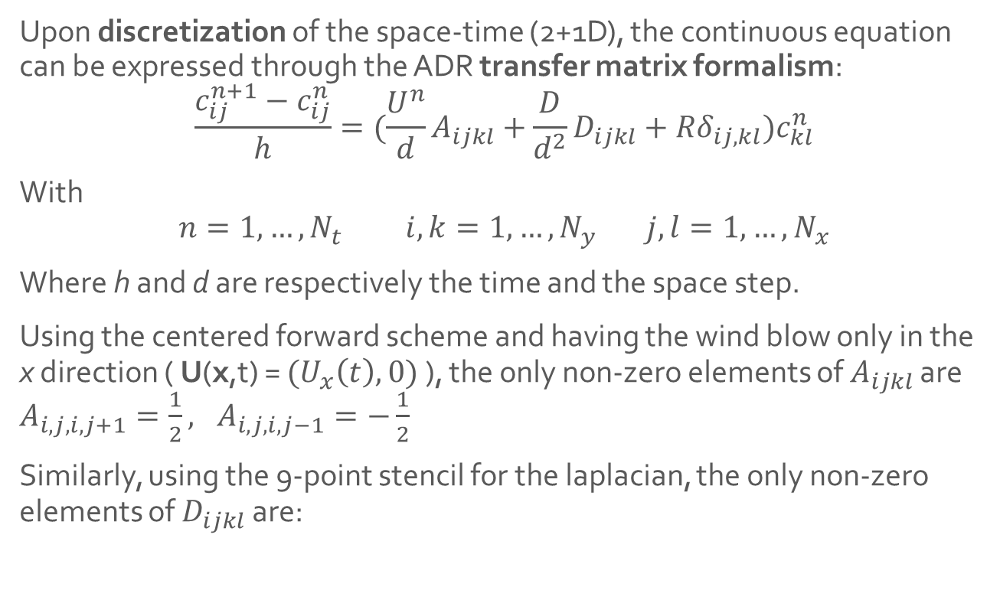 Upon discretization of the space-time (2+1D), the continuous equation
can be expressed through the ADR transfer matrix formalism:
\frac{c_{ij}^{n+1} - c_{ij}^{n}}{h} = (\frac{U^n}{d} A_{ijkl} + \frac{D}{d^2} D_{ijkl} + R\delta_{ij,kl})c_{kl}^{n}
With
n = 1, … , N_t i, k = 1, … , N_y j, l = 1, … , N_x
Where h and d are respectively the time and the space step.
Using the centered forward scheme and having the wind blow only in the
x direction ( U(x,t) = (U_x(t), 0) ), the only non-zero elements of A_{ijkl} are
A_{i,j,i,j+1} = \frac{1}{2}, A_{i,j,i,j-1} = -\frac{1}{2}
Similarly, using the 9-point stencil for the laplacian, the only non-zero
elements of D_{ijkl} are: